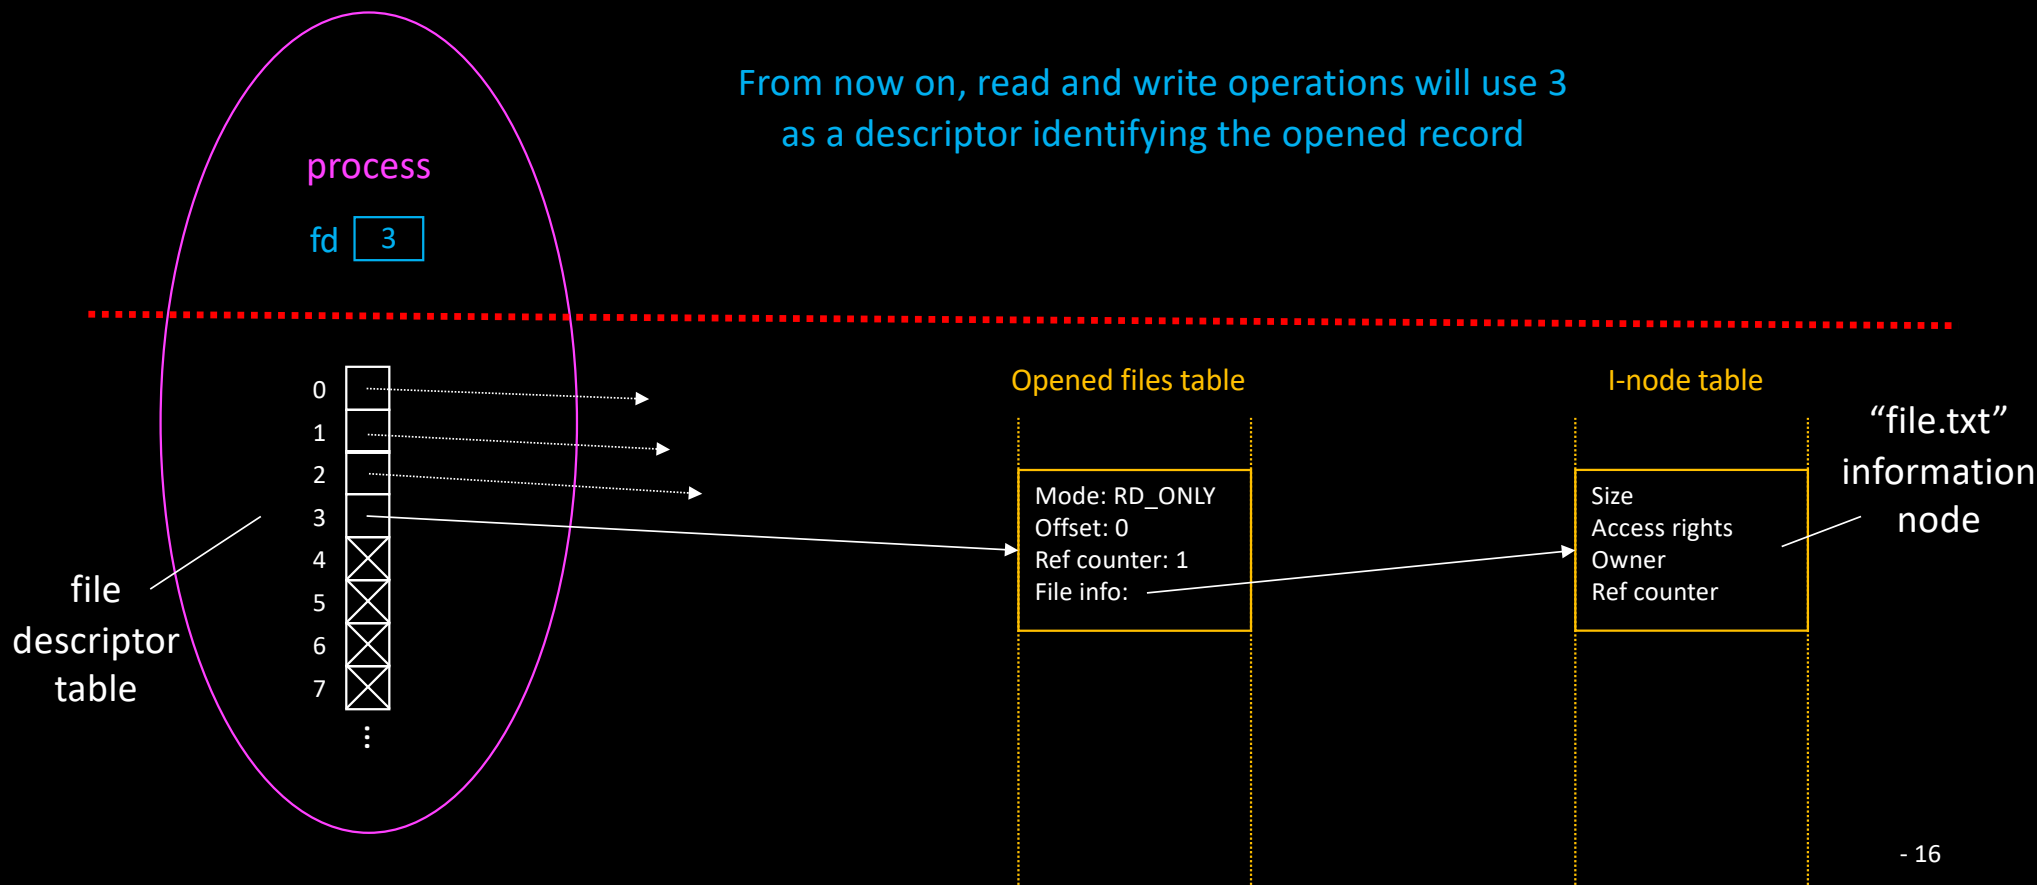 From now on, read and write operations will use 3
as a descriptor identifying the opened record
process
fd 3
0
1
2
3
4
5
6
7
...
file
descriptor
table
Opened files table
Mode: RD_ONLY
Offset: 0
Ref counter: 1
File info:
I-node table
Size
Access rights
Owner
Ref counter
“file.txt”
information
node
- 16